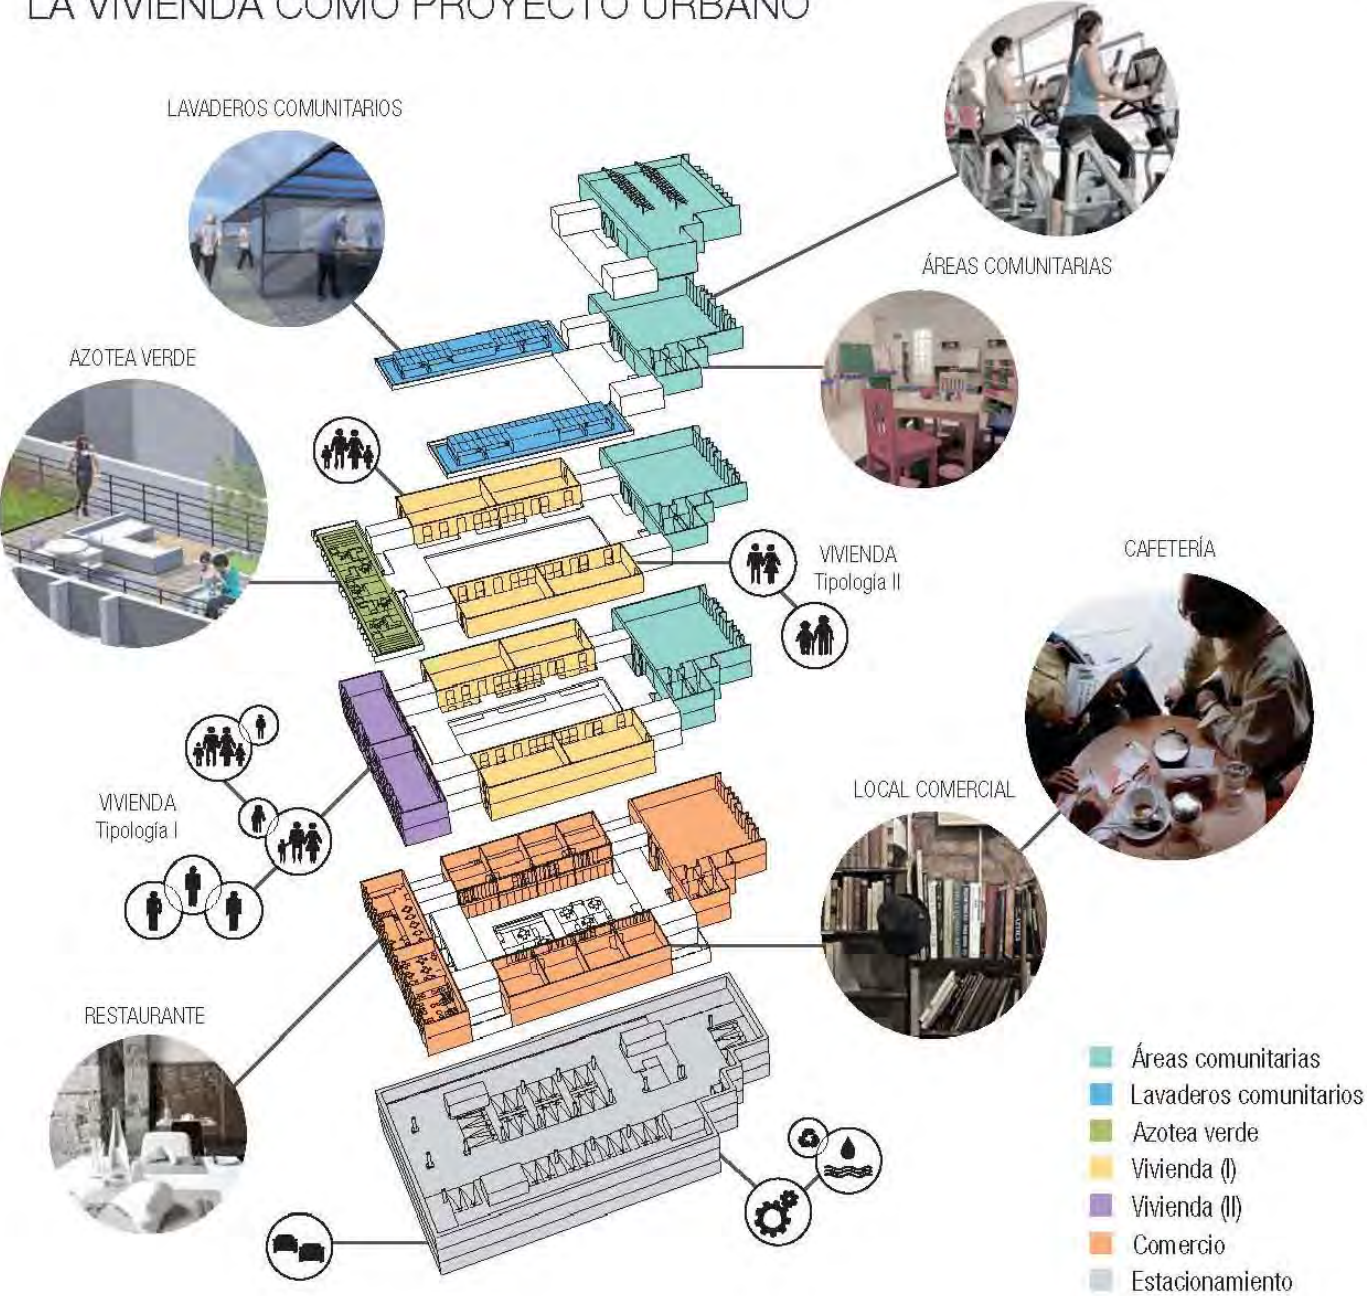 LA VIVIENDA COMO PROYECTO URBANO
LAVADEROS COMUNITARIOS
ÁREAS COMUNITARIAS
AZOTEA VERDE
VIVIENDA
Tipología II
CAFETERÍA
VIVIENDA
Tipología I
LOCAL COMERCIAL
RESTAURANTE
Áreas comunitarias
Lavaderos comunitarios
Azotea verde
Vivienda (I)
Vivienda (II)
Comercio
Estacionamiento